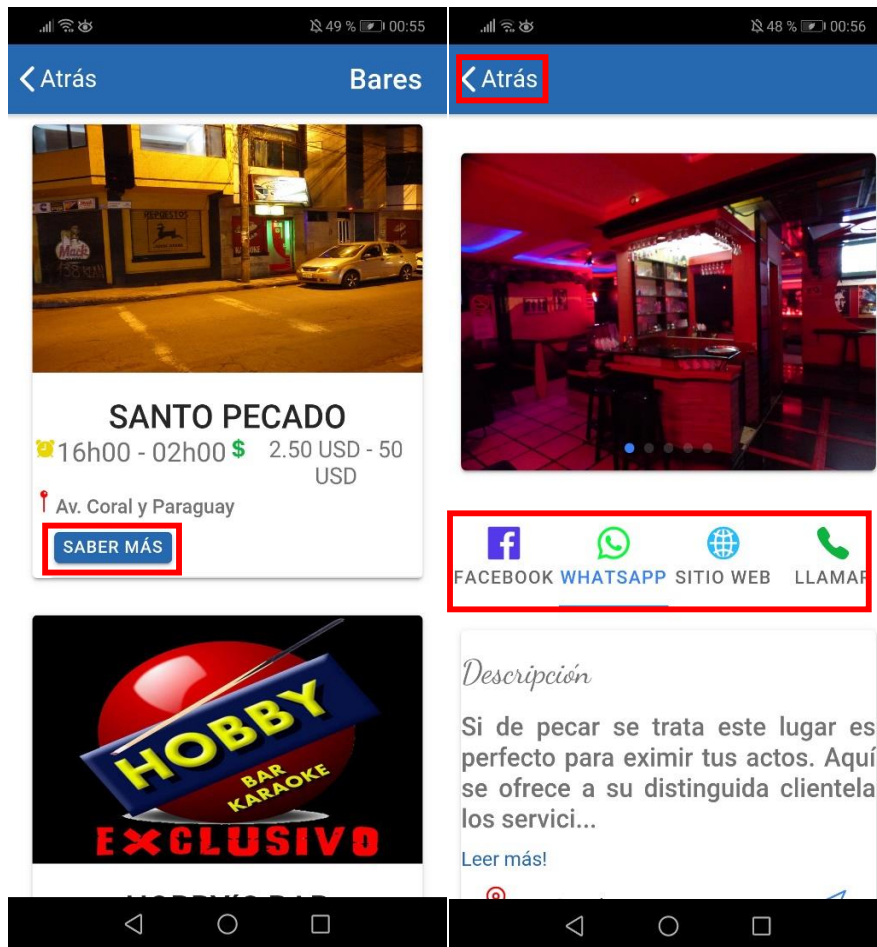 49 % 00:55
Atrás
Bares
REPUESTOS
Mack
SANTO PECADO
16h00 - 02h00 $ 2.50 USD - 50
USD
Av. Coral y Paraguay
SABER MÁS
HOBBY
BAR
KARAOKE
EXCLUSIVO
48 % 00:56
Atrás
FACEBOOK WHATSAPP SITIO WEB LLAMAR
Descripción
Si de pecar se trata este lugar es
perfecto para eximir tus actos. Aquí
se ofrece a su distinguida clientela
los servici...
Leer más!